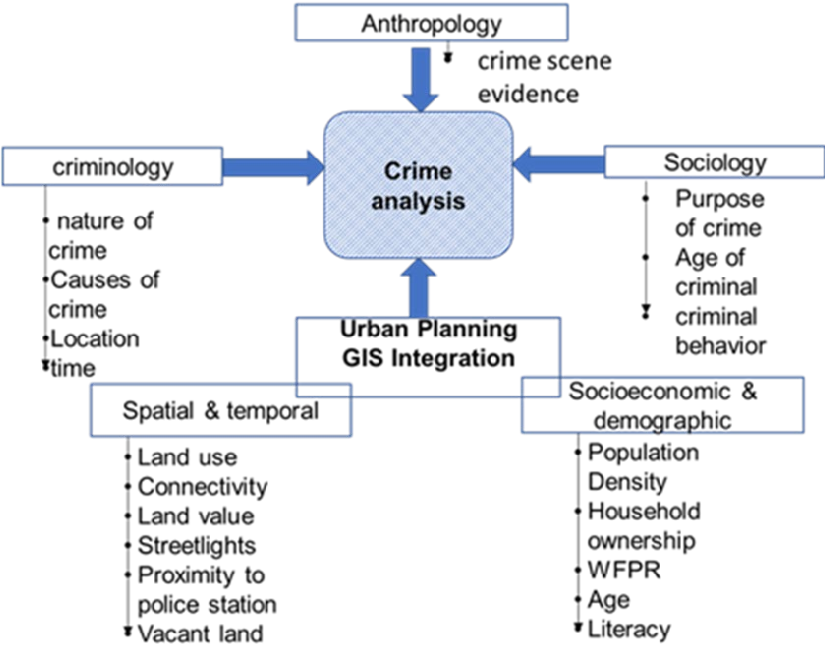 Anthropology
crime scene
evidence
criminology
Crime
analysis
Sociology
nature of
crime
Causes of
crime
Location
time
Purpose
of crime
Age of
criminal
criminal
behavior
Urban Planning
GIS Integration
Spatial & temporal
Land use
Connectivity
Land value
Streetlights
Proximity to
police station
Vacant land
Socioeconomic &
demographic
Population
Density
Household
ownership
WFPR
Age
Literacy